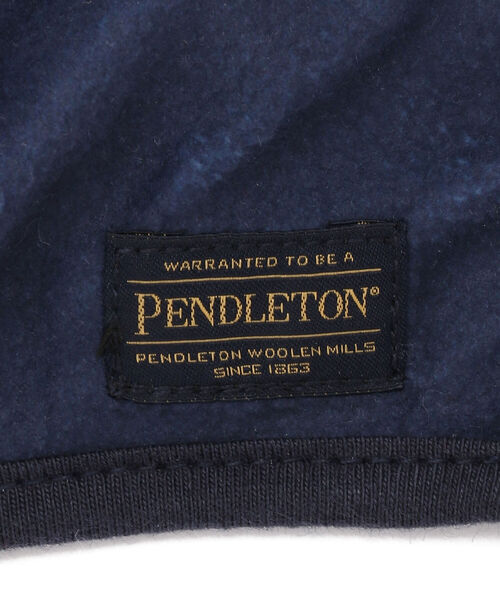 WARRANTED TO BE A
PENDLETON®
PENDLETON WOOLEN MILLS
SINCE 1863